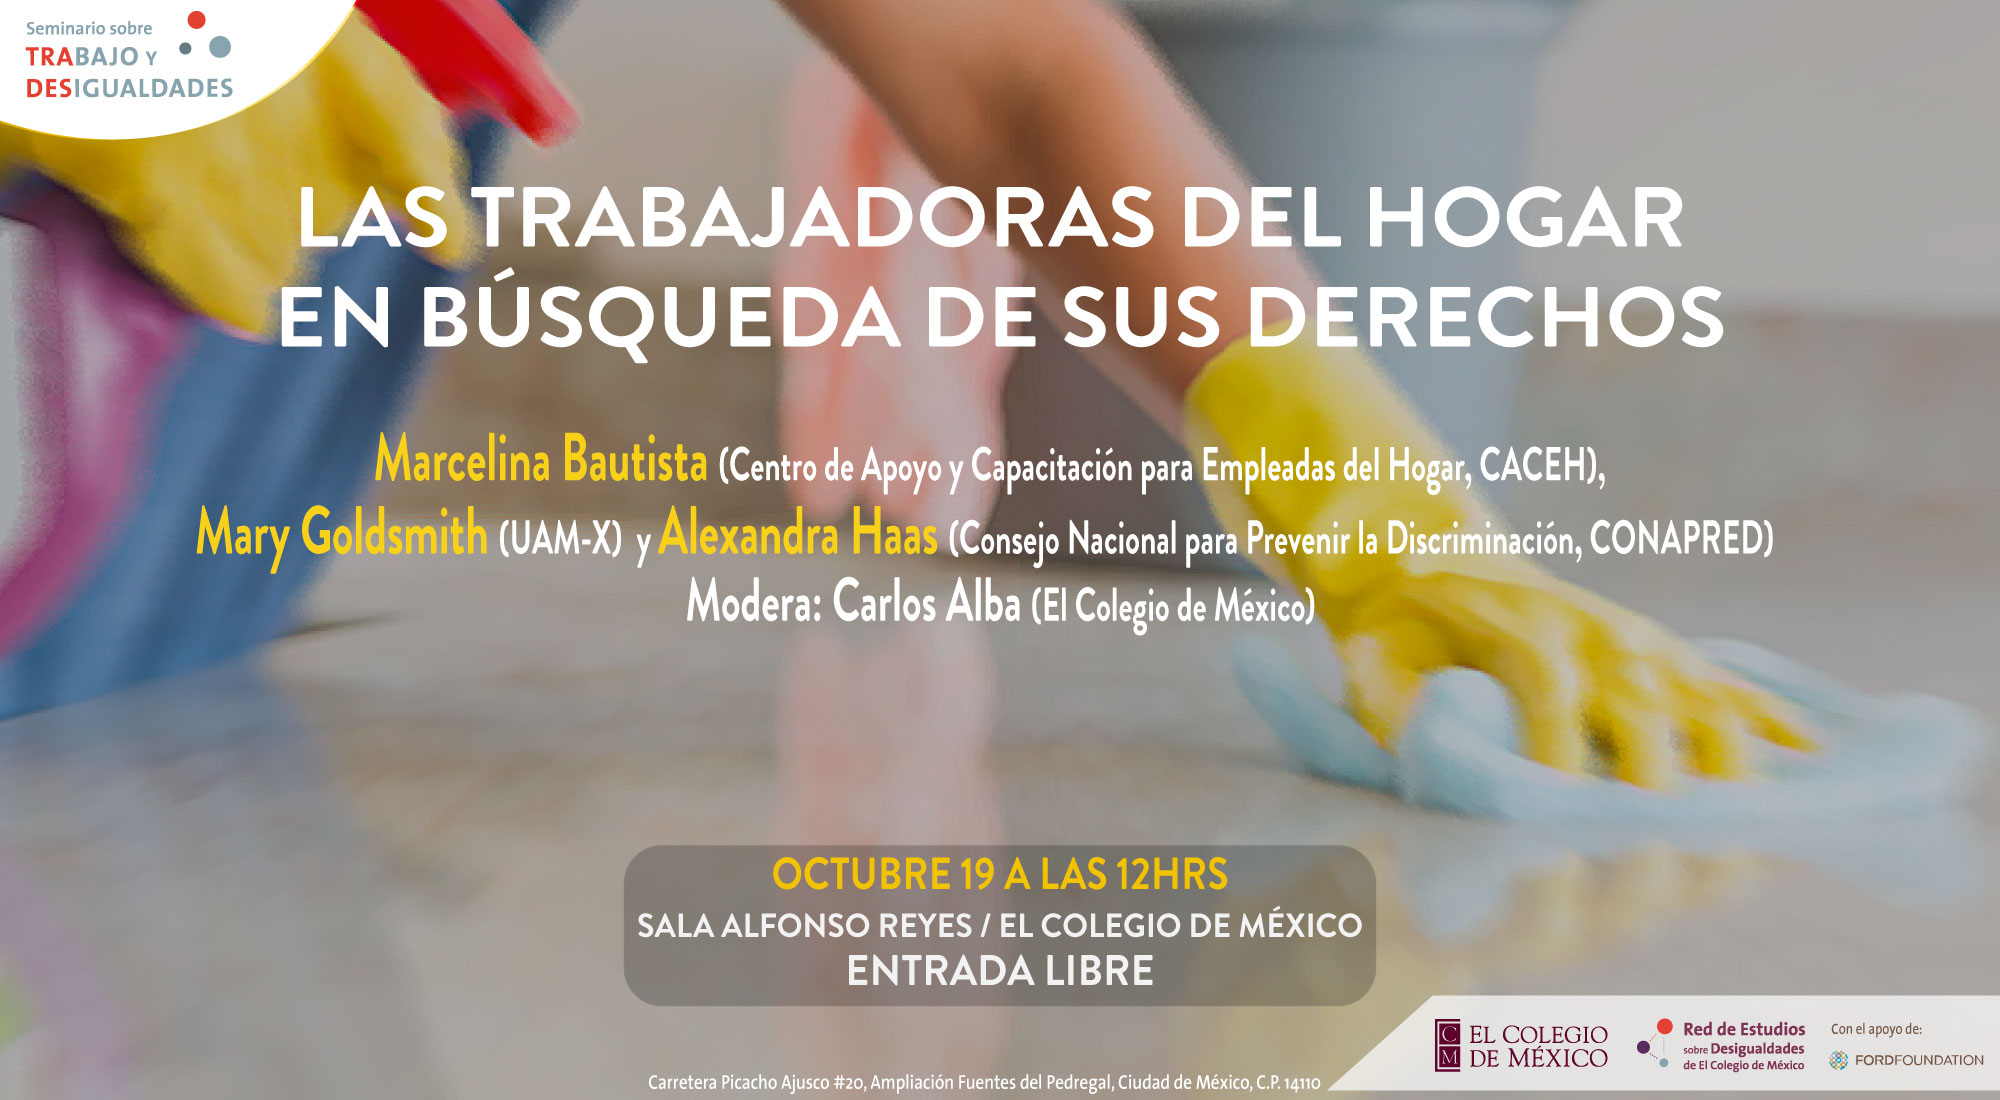 Seminario sobre
TRABAJO Y
DESIGUALDADES
LAS TRABAJADORAS DEL HOGAR
EN BÚSQUEDA DE SUS DERECHOS
Marcelina Bautista (Centro de Apoyo y Capacitación para Empleadas del Hogar, CACEH),
Mary Goldsmith (UAM-X) y Alexandra Haas (Consejo Nacional para Prevenir la Discriminación, CONAPRED)
Modera: Carlos Alba (El Colegio de México)
OCTUBRE 19 A LAS 12HRS
SALA ALFONSO REYES / EL COLEGIO DE MÉXICO
ENTRADA LIBRE
C
M
EL COLEGIO
DE MÉXICO
Red de Estudios
sobre Desigualdades
de El Colegio de México
Con el apoyo de:
FORDFOUNDATION
Carretera Picacho Ajusco #20, Ampliación Fuentes del Pedregal, Ciudad de México, C.P. 14110